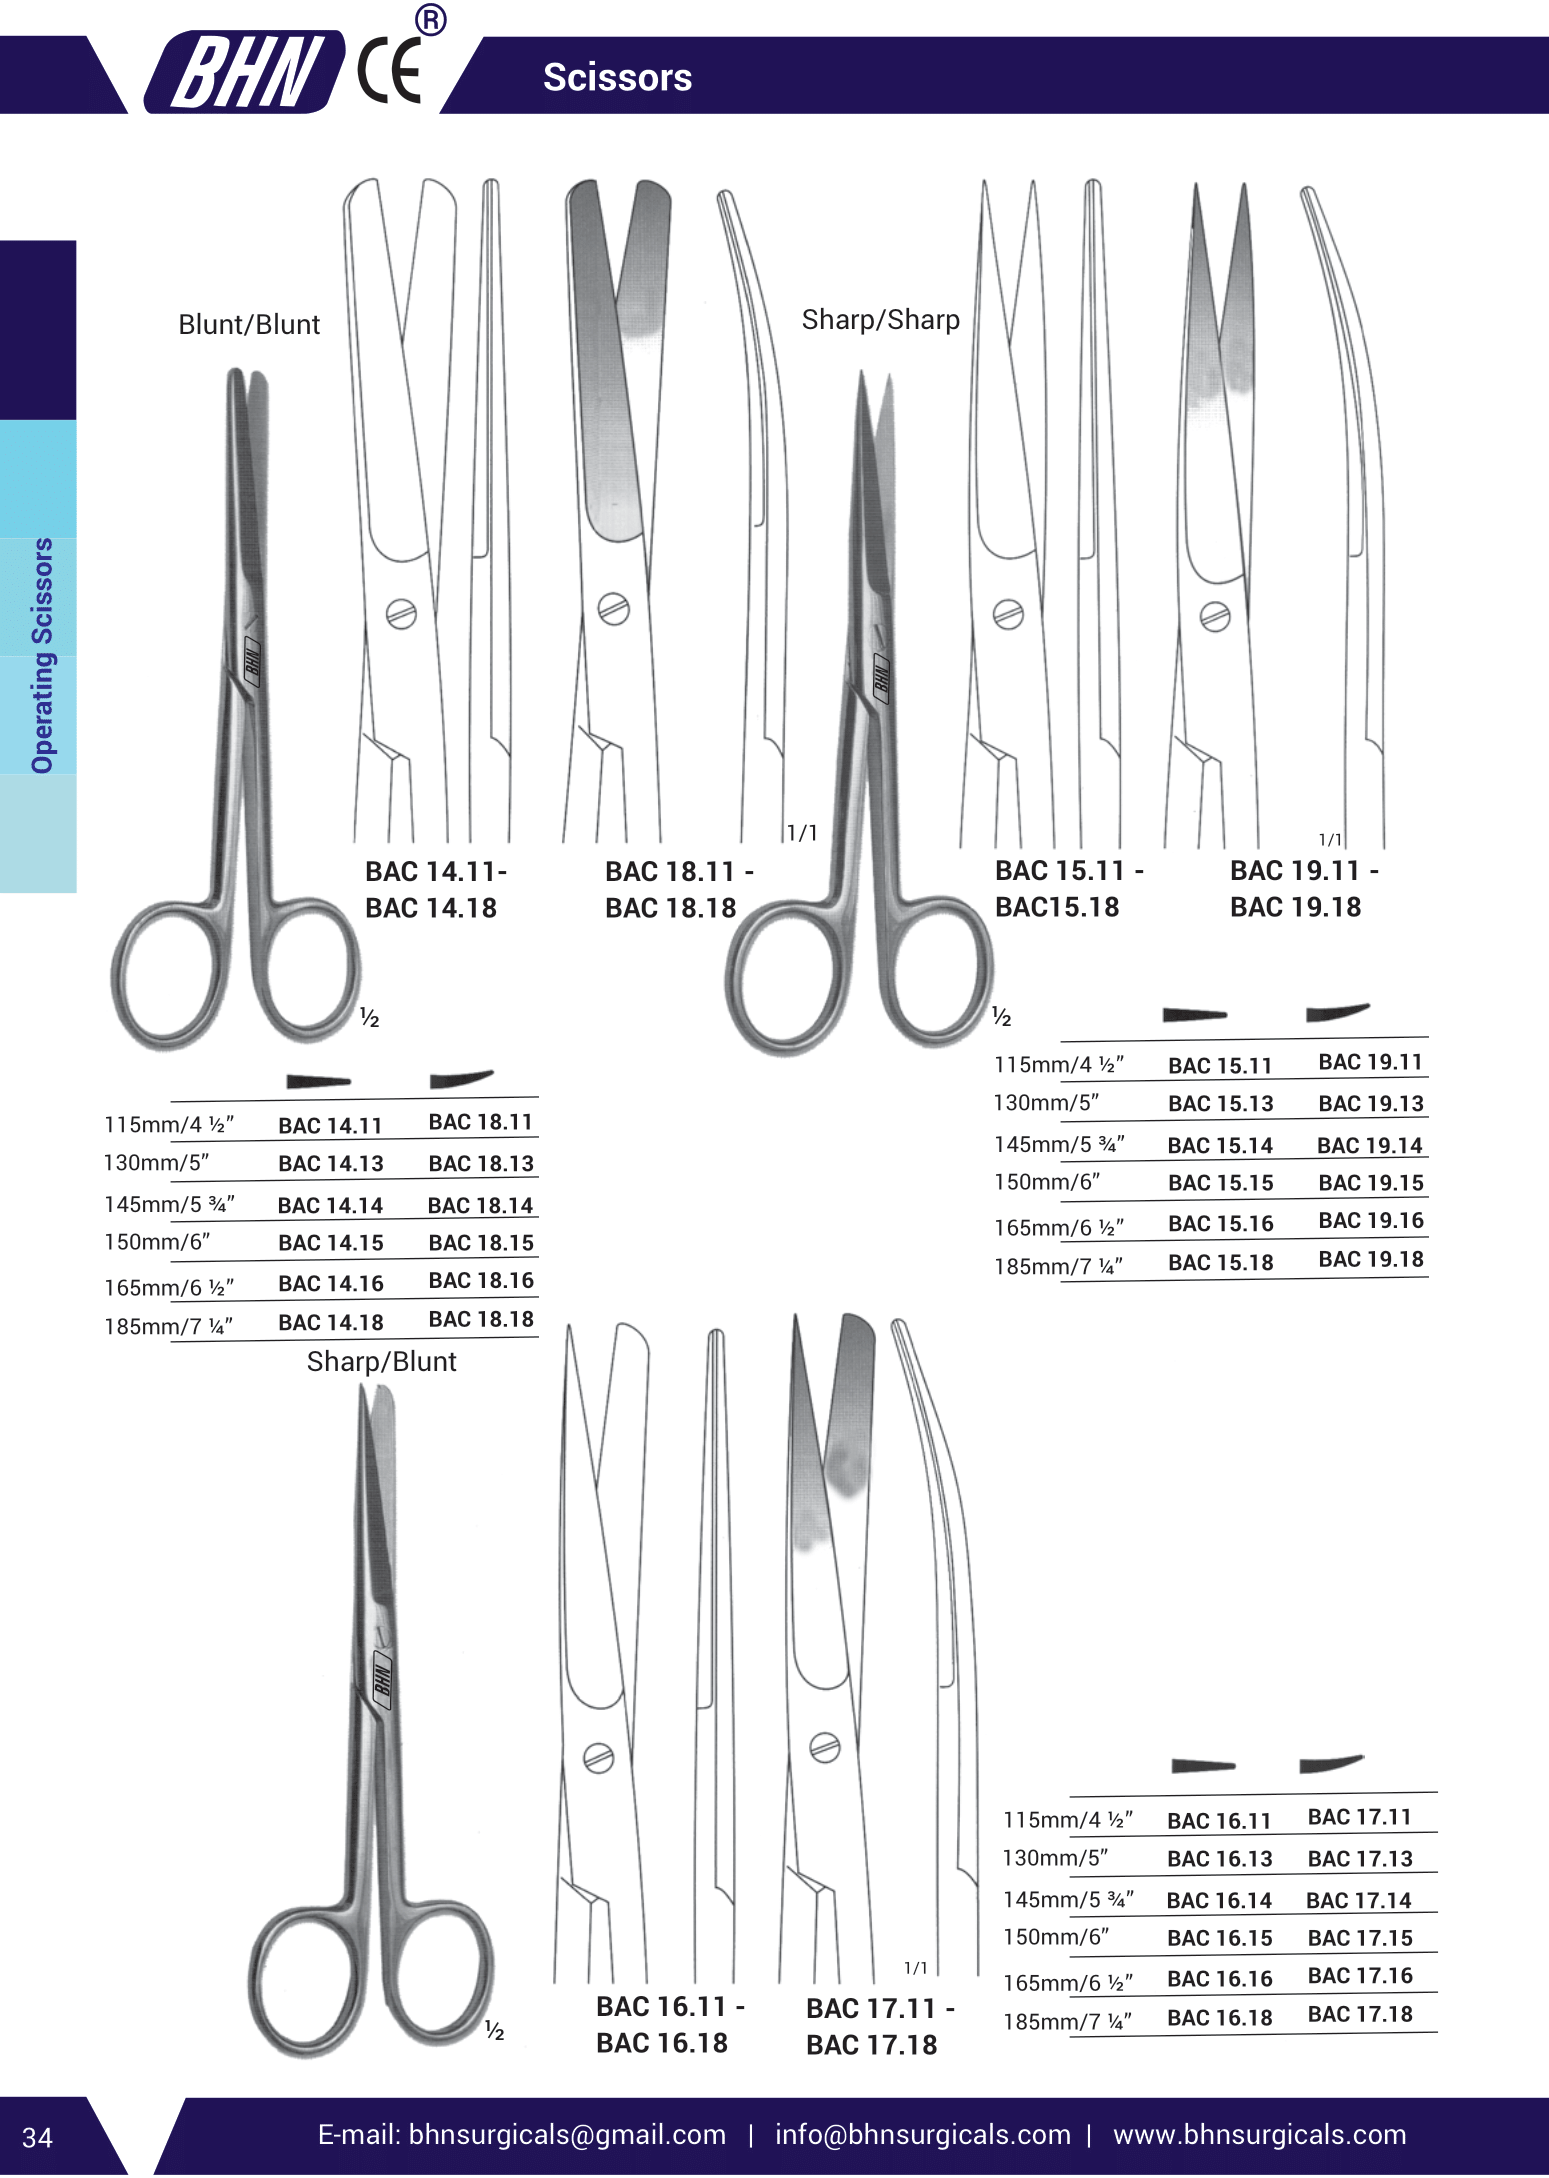 BHN CE ®
Scissors
Operating Scissors
Blunt/Blunt
Sharp/Sharp
BHN
BHN
1/1
1/1
BAC 14.11-
BAC 14.18
BAC 18.11 -
BAC 18.18
BAC 15.11 -
BAC15.18
BAC 19.11 -
BAC 19.18
½
½
115mm/4 ½” BAC 14.11 BAC 18.11
130mm/5” BAC 14.13 BAC 18.13
145mm/5 ¾” BAC 14.14 BAC 18.14
150mm/6” BAC 14.15 BAC 18.15
165mm/6 ½” BAC 14.16 BAC 18.16
185mm/7 ¼” BAC 14.18 BAC 18.18
115mm/4 ½” BAC 15.11 BAC 19.11
130mm/5” BAC 15.13 BAC 19.13
145mm/5 ¾” BAC 15.14 BAC 19.14
150mm/6” BAC 15.15 BAC 19.15
165mm/6 ½” BAC 15.16 BAC 19.16
185mm/7 ¼” BAC 15.18 BAC 19.18
Sharp/Blunt
BHN
½
1/1
BAC 16.11 -
BAC 16.18
BAC 17.11 -
BAC 17.18
115mm/4 ½” BAC 16.11 BAC 17.11
130mm/5” BAC 16.13 BAC 17.13
145mm/5 ¾” BAC 16.14 BAC 17.14
150mm/6” BAC 16.15 BAC 17.15
165mm/6 ½” BAC 16.16 BAC 17.16
185mm/7 ¼” BAC 16.18 BAC 17.18
34
E-mail: bhnsurgicals@gmail.com | info@bhnsurgicals.com | www.bhnsurgicals.com